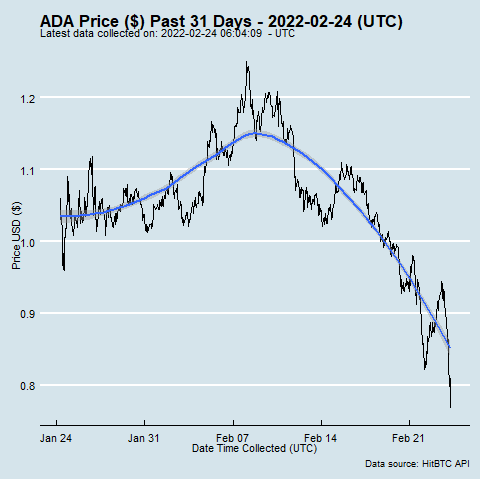 ADA Price ($) Past 31 Days - 2022-02-24 (UTC)
Latest data collected on: 2022-02-24 06:04:09 - UTC
1.2
1.1
1.0
0.9
0.8
Price USD ($)
Jan 24 Jan 31 Feb 07 Feb 14 Feb 21
Date Time Collected (UTC)
Data source: HitBTC API